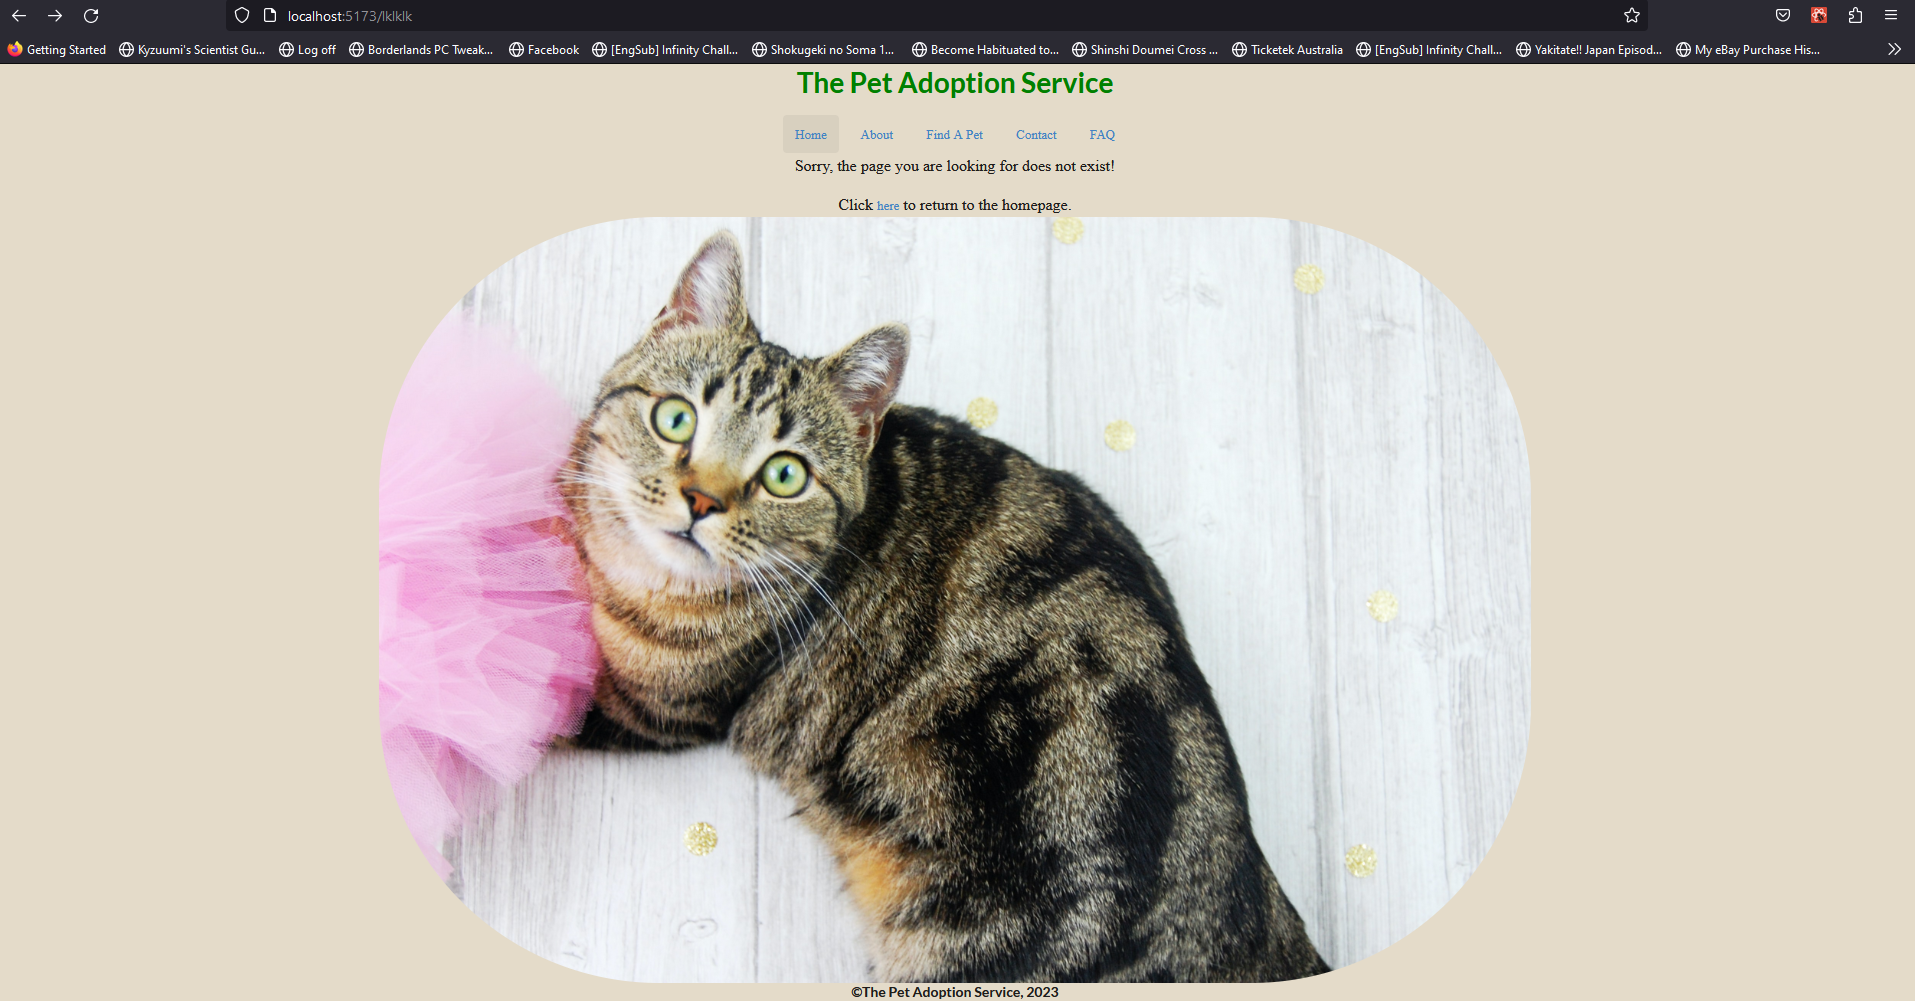 localhost:5173/lklklk
Getting Started Kyzuumi's Scientist Gu... Log off Borderlands PC Tweak... Facebook [EngSub] Infinity Chall... Shokugeki no Soma 1... Become Habituated to... Shinshi Doumei Cross ... Ticketek Australia [EngSub] Infinity Chall... Yakitate!! Japan Episod... My eBay Purchase His...
The Pet Adoption Service
Home About Find A Pet Contact FAQ
Sorry, the page you are looking for does not exist!
Click here to return to the homepage.
©The Pet Adoption Service, 2023